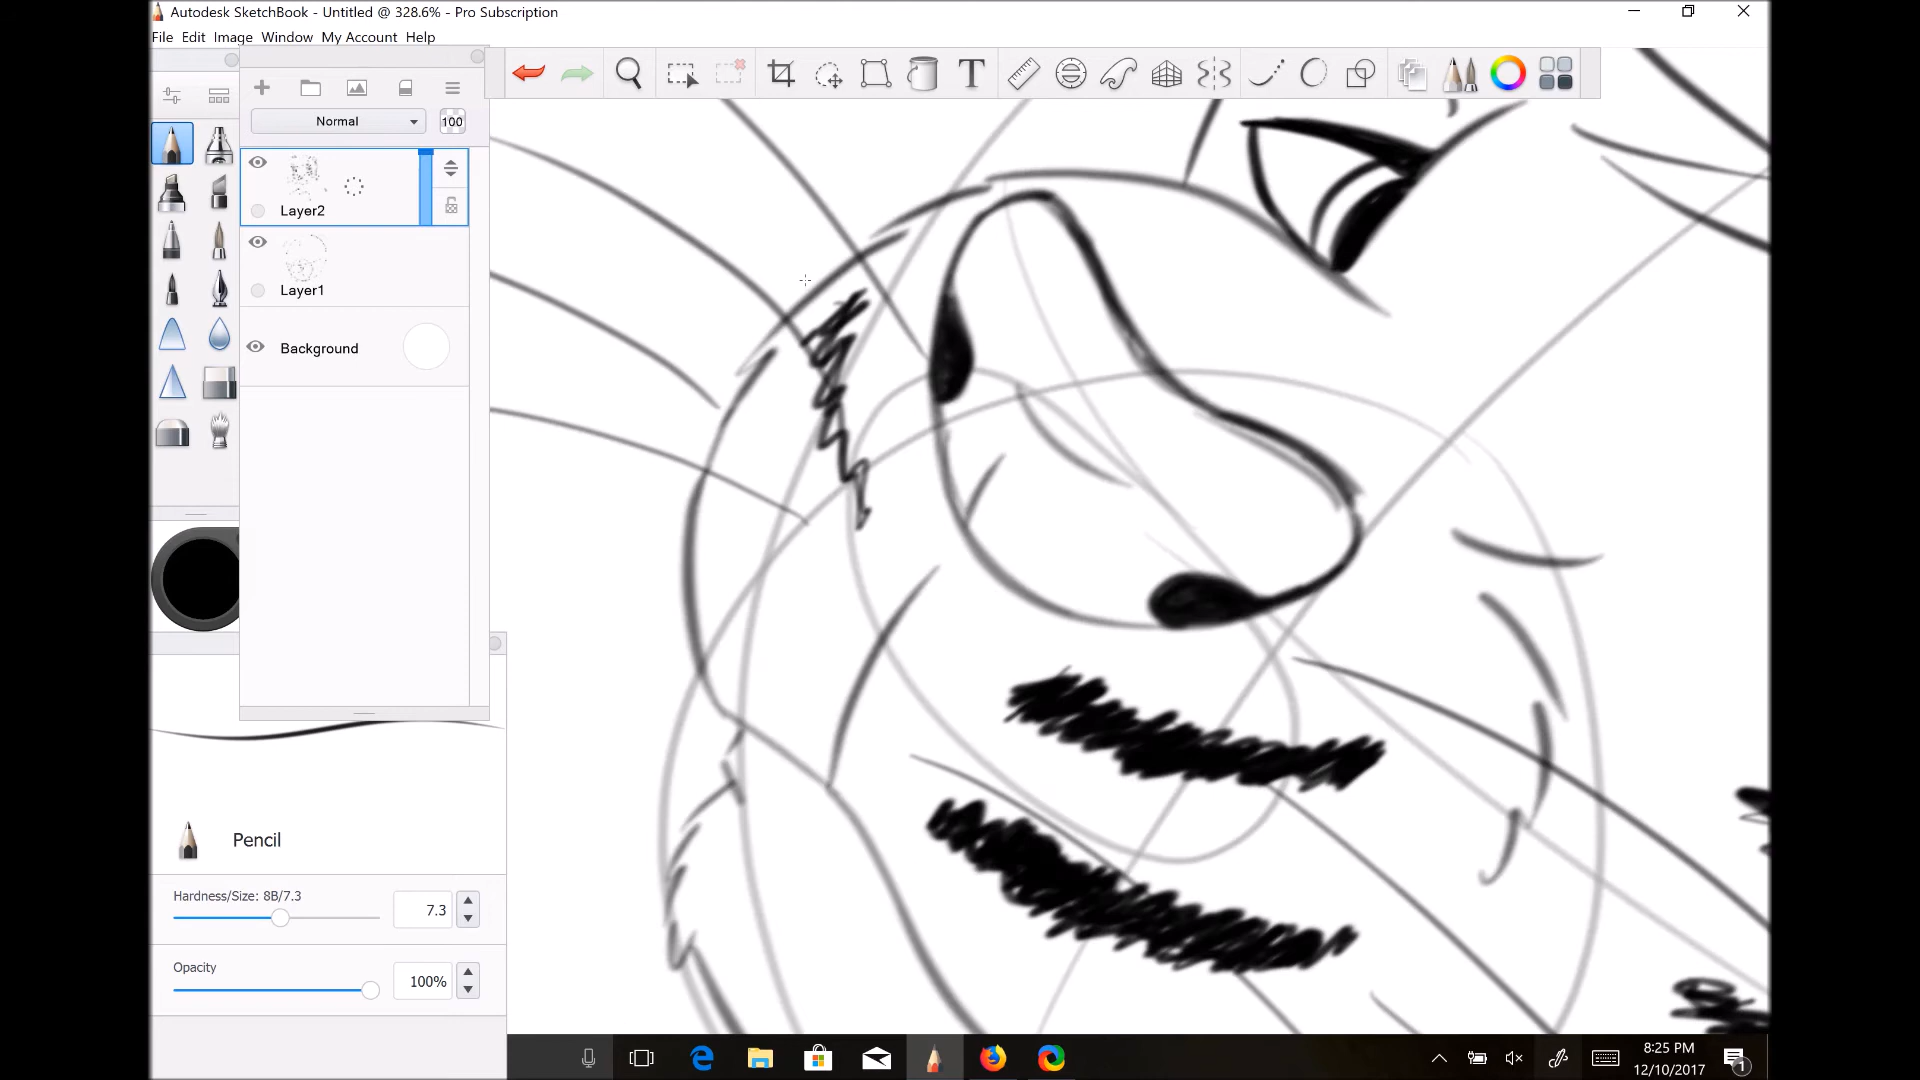 Autodesk SketchBook - Untitled @ 328.6% - Pro Subscription
File Edit Image Window My Account Help
T
Normal
100
Layer2
Layer1
Background
Pencil
Hardness/Size: 8B/7.3
7.3
Opacity
100%
8:25 PM
12/10/2017
1